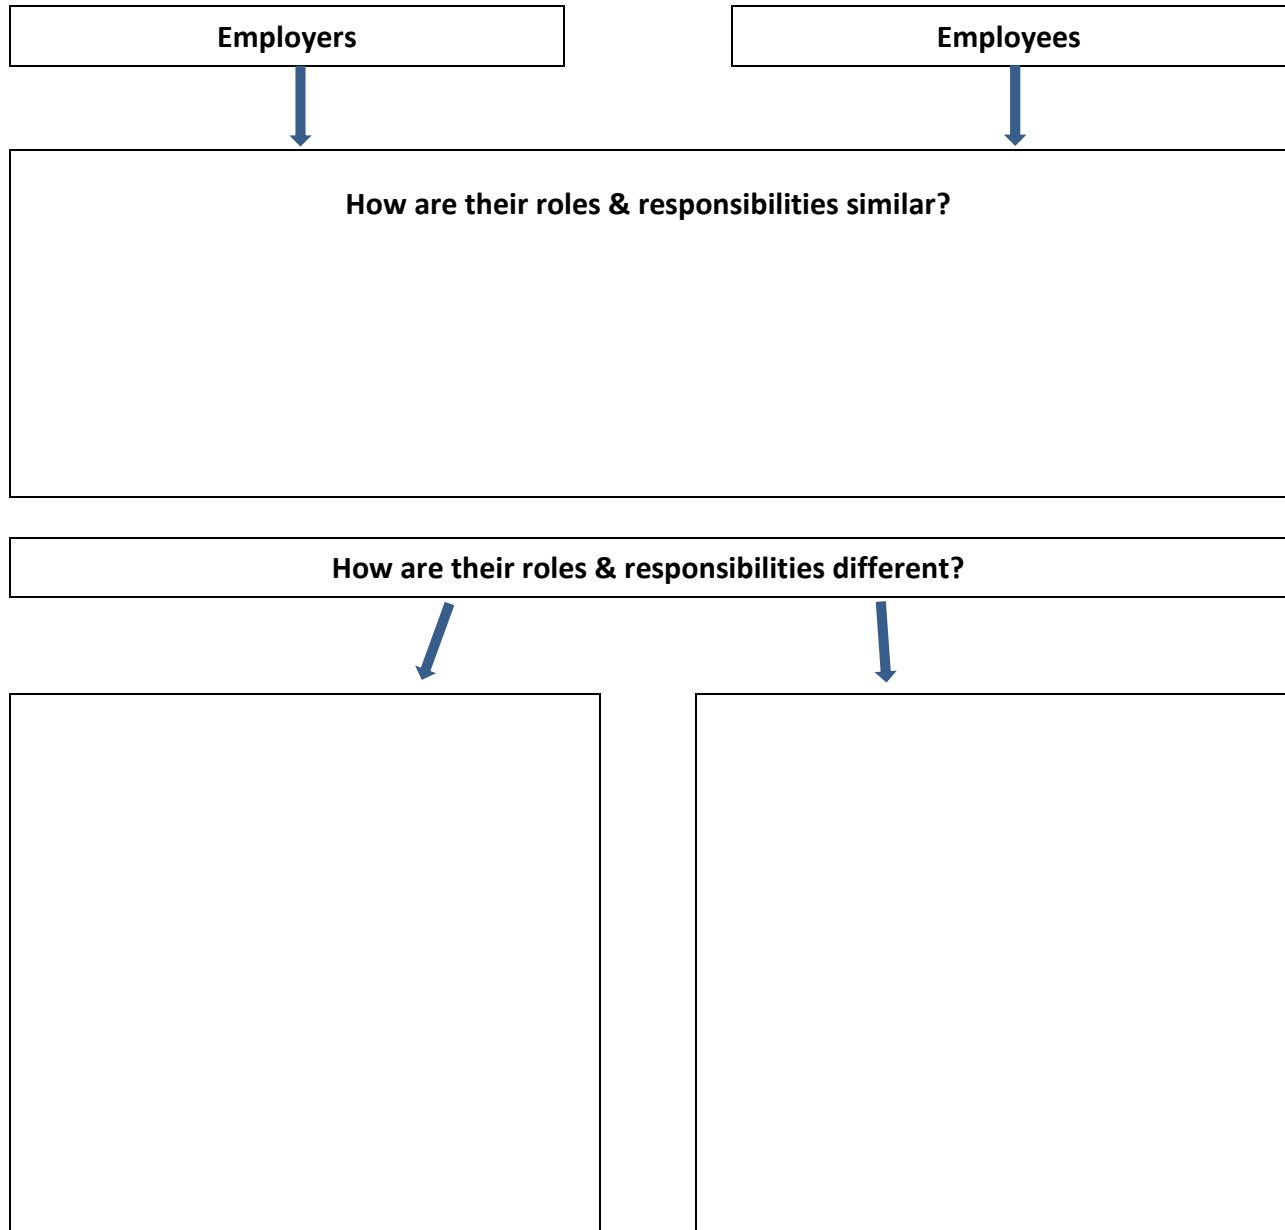 Employers
Employees
How are their roles & responsibilities similar?
How are their roles & responsibilities different?